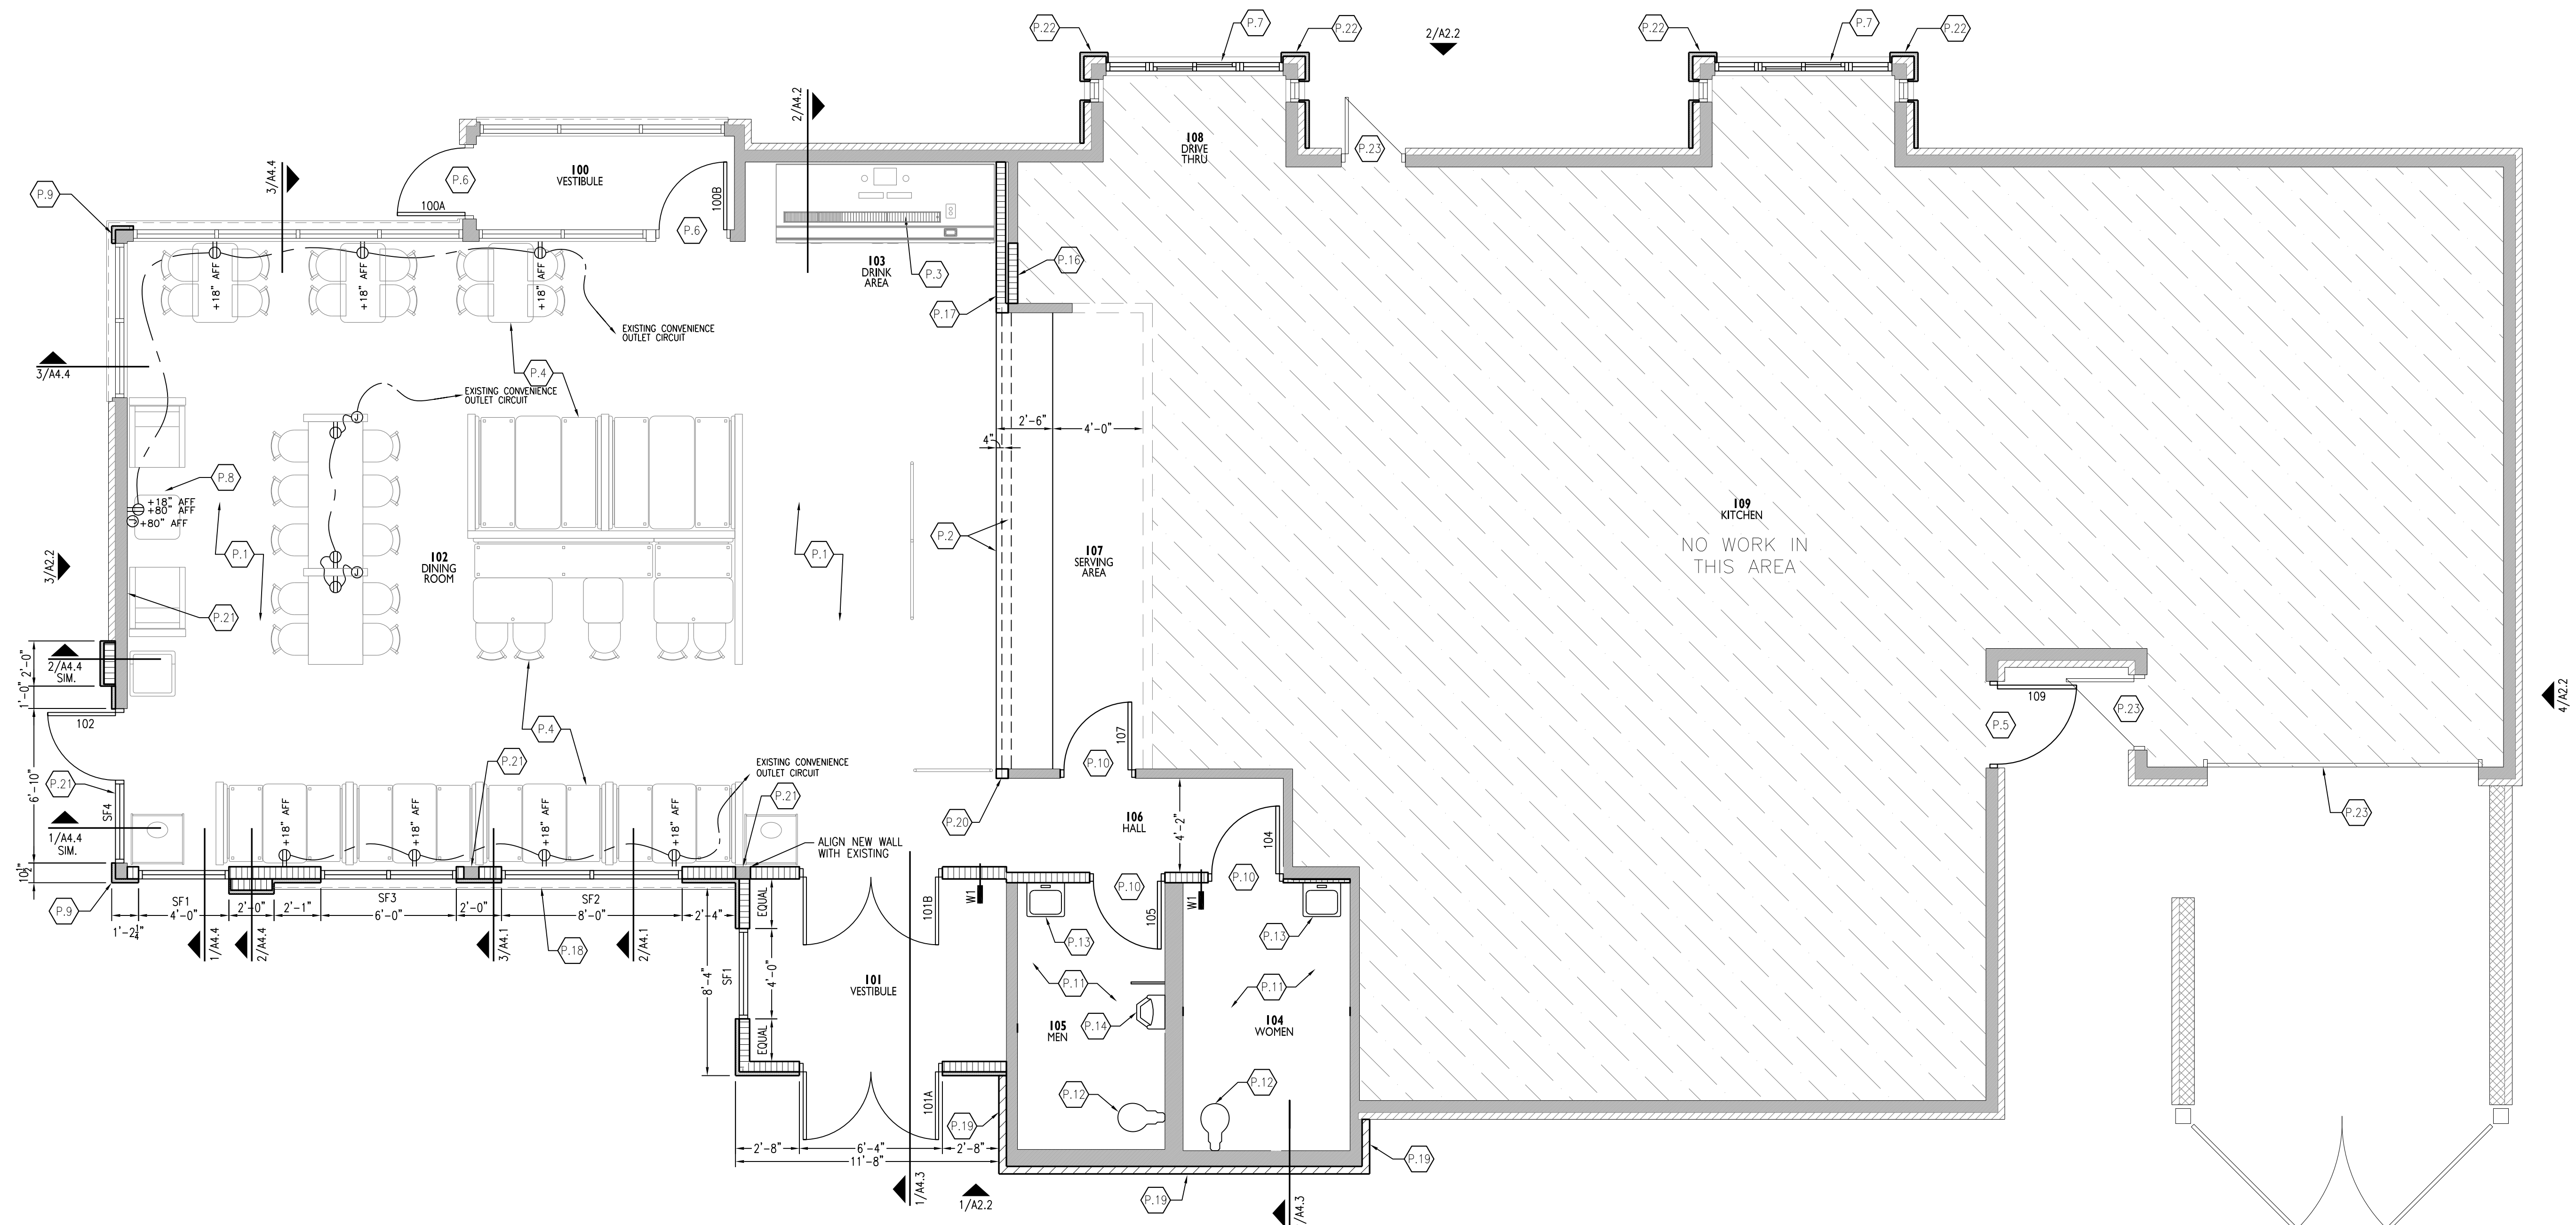 P.22
P.7
P.22
2/A2.2
P.22
P.7
P.22
2/A4.2
108
DRIVE
THRU
P.23
3/A4.4
100
VESTIBULE
P.6
100A
100B
P.6
P.9
+18" AFF
+18" AFF
+18" AFF
103
DRINK
AREA
P.3
P.16
P.17
EXISTING CONVENIENCE
OUTLET CIRCUIT
3/A4.4
P.4
EXISTING CONVENIENCE
OUTLET CIRCUIT
J
2'-6"
4'-0"
4"
P.8
+18" AFF
+80" AFF
J
+80" AFF
P.1
102
DINING
ROOM
P.1
P.2
107
SERVING
AREA
109
KITCHEN
NO WORK IN
THIS AREA
3/A2.2
J
P.21
2/A4.4
SIM.
2'-0"
1'-0"
102
P.4
107
P.10
109
P.5
P.23
4/A2.2
P.21
6'-10"
SF4
1/A4.4
SIM.
10 1/2"
P.21
EXISTING CONVENIENCE
OUTLET CIRCUIT
P.21
+18" AFF
+18" AFF
+18" AFF
+18" AFF
ALIGN NEW WALL
WITH EXISTING
P.20
106
HALL
4'-2"
104
P.23
P.9
SF1
4'-0"
1'-2 1/4"
2'-0"
2'-1"
SF3
6'-0"
2'-0"
SF2
8'-0"
2'-4"
1/A4.4
2/A4.4
3/A4.1
P.18
2/A4.1
EQUAL
101B
W1
P.10
105
P.10
W1
P.13
P.13
8'-4"
SF1
4'-0"
101
VESTIBULE
P.11
P.11
105
MEN
P.14
104
WOMEN
EQUAL
101A
P.12
P.12
P.19
2'-8"
6'-4"
2'-8"
11'-8"
P.19
1/A4.3
1/A2.2
P.19
/A4.3